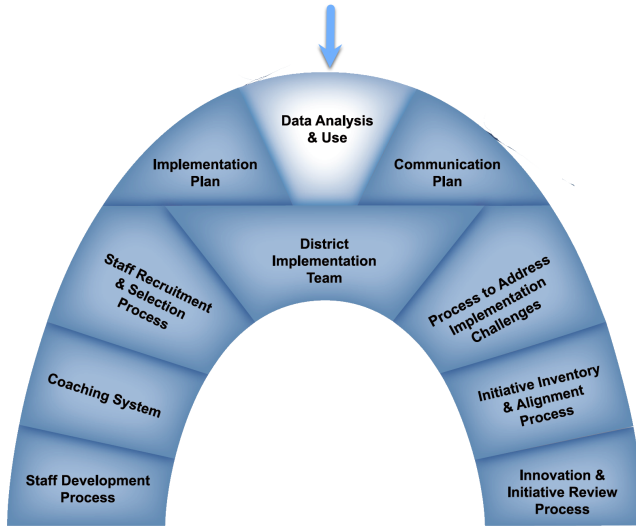 Data Analysis
& Use
Implementation
Plan
Communication
Plan
District
Implementation
Team
Staff Recruitment
& Selection
Process
Process to Address
Implementation
Challenges
Coaching System
Initiative Inventory
& Alignment
Process
Staff Development
Process
Innovation &
Initiative Review
Process